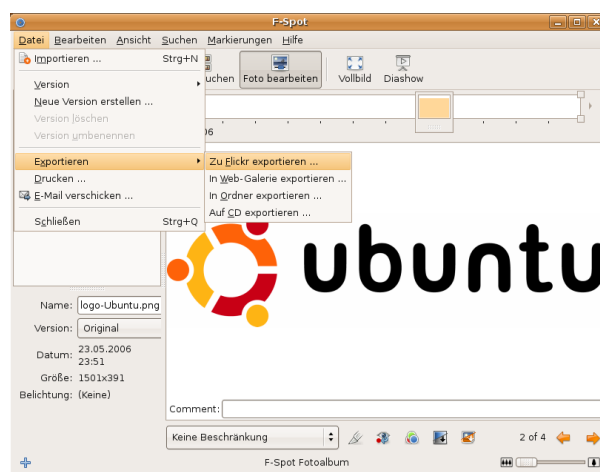 F-Spot
Datei Bearbeiten Ansicht Suchen Markierungen Hilfe
Importieren ... Strg+N
Version
Neue Version erstellen ...
Version löschen
Version umbenennen
Exportieren
Drucken ...
E-Mail verschicken ...
Schließen Strg+Q
Foto bearbeiten Vollbild Diashow
Zu Flickr exportieren ...
In Web-Galerie exportieren ...
In Ordner exportieren ...
Auf CD exportieren ...
ubuntu
Name: logo-Ubuntu.png
Version: Original
Datum: 23.05.2006
23:51
Größe: 1501x391
Belichtung: (Keine)
Comment:
Keine Beschränkung 2 of 4
F-Spot Fotoalbum